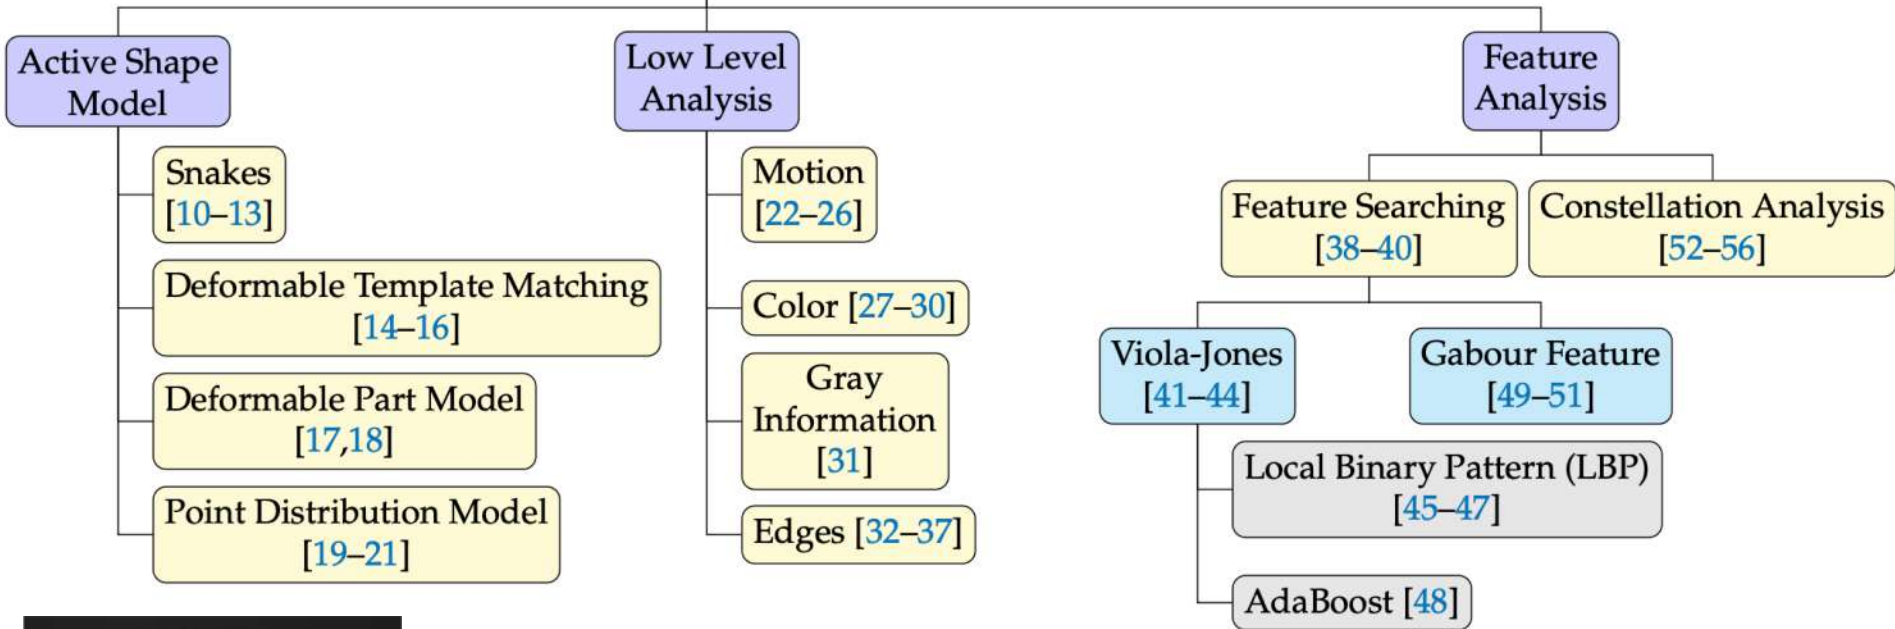 Active Shape
Model
Snakes
[10–13]
Deformable Template Matching
[14–16]
Deformable Part Model
[17,18]
Point Distribution Model
[19–21]
Low Level
Analysis
Motion
[22–26]
Color [27–30]
Gray
Information
[31]
Edges [32–37]
Feature
Analysis
Feature Searching
[38–40]
Constellation Analysis
[52–56]
Viola-Jones
[41–44]
Gabour Feature
[49–51]
Local Binary Pattern (LBP)
[45–47]
AdaBoost [48]